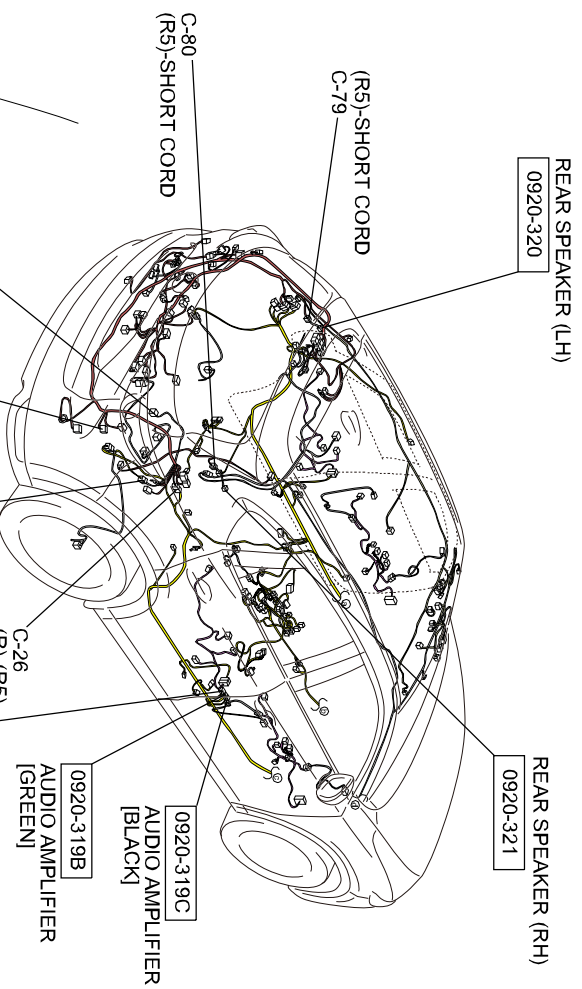 REAR SPEAKER (LH)
0920-320
REAR SPEAKER (RH)
0920-321
(R5)-SHORT CORD
C-79
C-80
(R5)-SHORT CORD
0920-319C
AUDIO AMPLIFIER
[BLACK]
0920-319B
AUDIO AMPLIFIER
[GREEN]
C-26